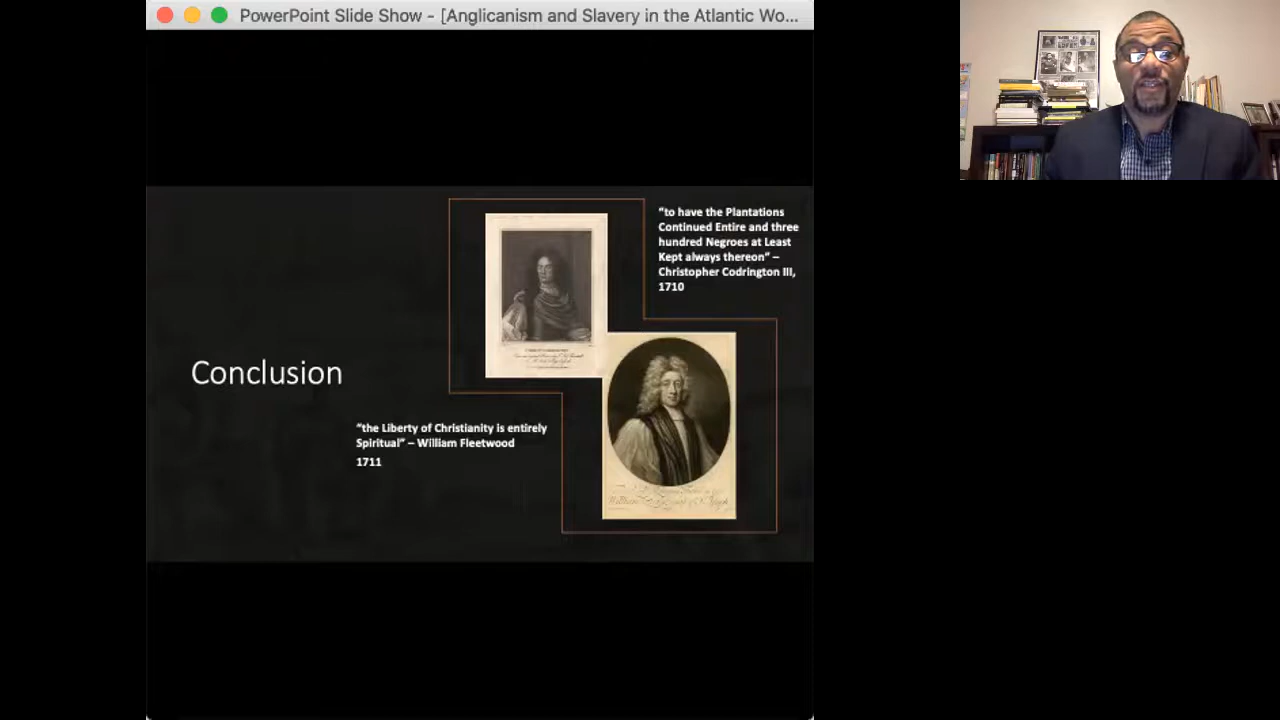 PowerPoint Slide Show - [Anglicanism and Slavery in the Atlantic Wo...
“to have the Plantations
Continued Entire and three
hundred Negroes at Least
Kept always thereon” –
Christopher Codrington III,
1710
Conclusion
“the Liberty of Christianity is entirely
Spiritual” – William Fleetwood
1711